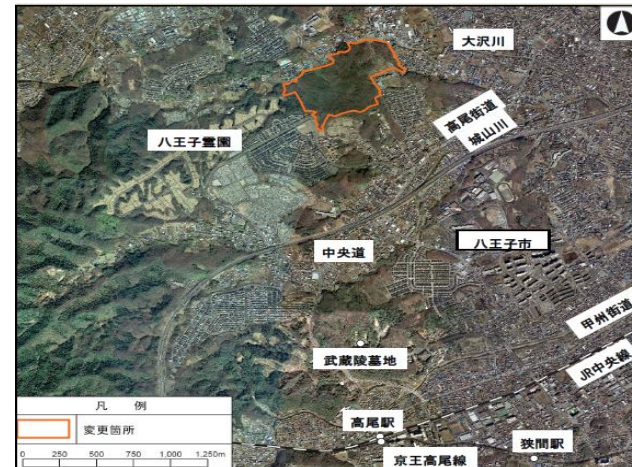 大沢川
高尾街道
城山川
八王子霊園
八王子市
中央道
甲州街道
武蔵陵墓地
JR中央線
高尾駅
狭間駅
京王高尾線
凡 例
変更箇所
0 250 500 750 1,000 1,250m